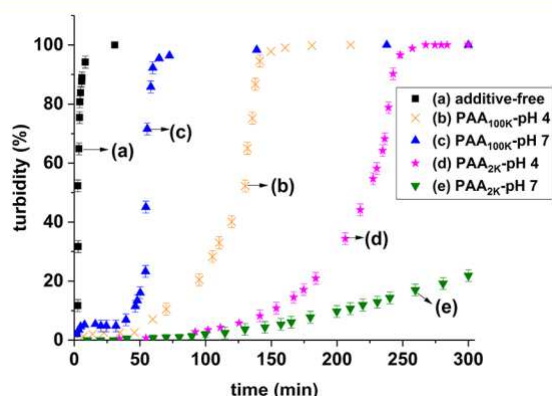 100
80
60
40
20
0
turbidity (%)
0 50 100 150 200 250 300
time (min)
(a)
(b)
(c)
(d)
(e)
(a) additive-free
(b) PAA100K-pH 4
(c) PAA100K-pH 7
(d) PAA2K-pH 4
(e) PAA2K-pH 7